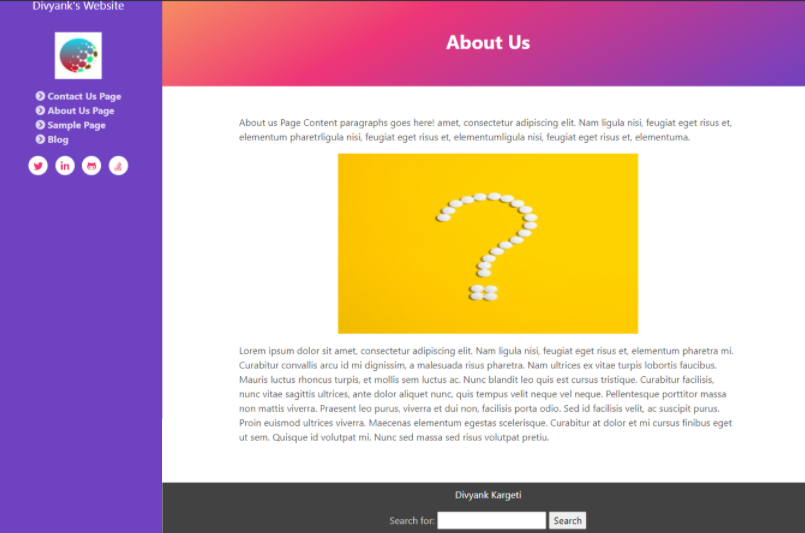 Divyank's Website
Contact Us Page
About Us Page
Sample Page
Blog
About Us
About us Page Content paragraphs goes here! amet, consectetur adipiscing elit. Nam ligula nisi, feugiat eget risus et,
elementum pharetrligula nisi, feugiat eget risus et, elementumligula nisi, feugiat eget risus et, elementuma.
Lorem ipsum dolor sit amet, consectetur adipiscing elit. Nam ligula nisi, feugiat eget risus et, elementum pharetra mi.
Curabitur convallis arcu id mi dignissim, a malesuada risus pharetra. Nam ultrices ex vitae turpis lobortis faucibus.
Mauris luctus rhoncus turpis, et mollis sem luctus ac. Nunc blandit leo quis est cursus tristique. Curabitur facilisis,
nunc vitae sagittis ultrices, ante dolor aliquet nunc, quis tempus velit neque vel neque. Pellentesque porttitor massa
non mattis viverra. Praesent leo purus, viverra et dui non, facilisis porta odio. Sed id facilisis velit, ac suscipit purus.
Proin euismod ultrices viverra. Maecenas elementum egestas scelerisque. Curabitur at dolor et mi cursus finibus eget
ut sem. Quisque id volutpat mi. Nunc sed massa sed risus volutpat pretiu.
Divyank Kargeti
Search for: Search